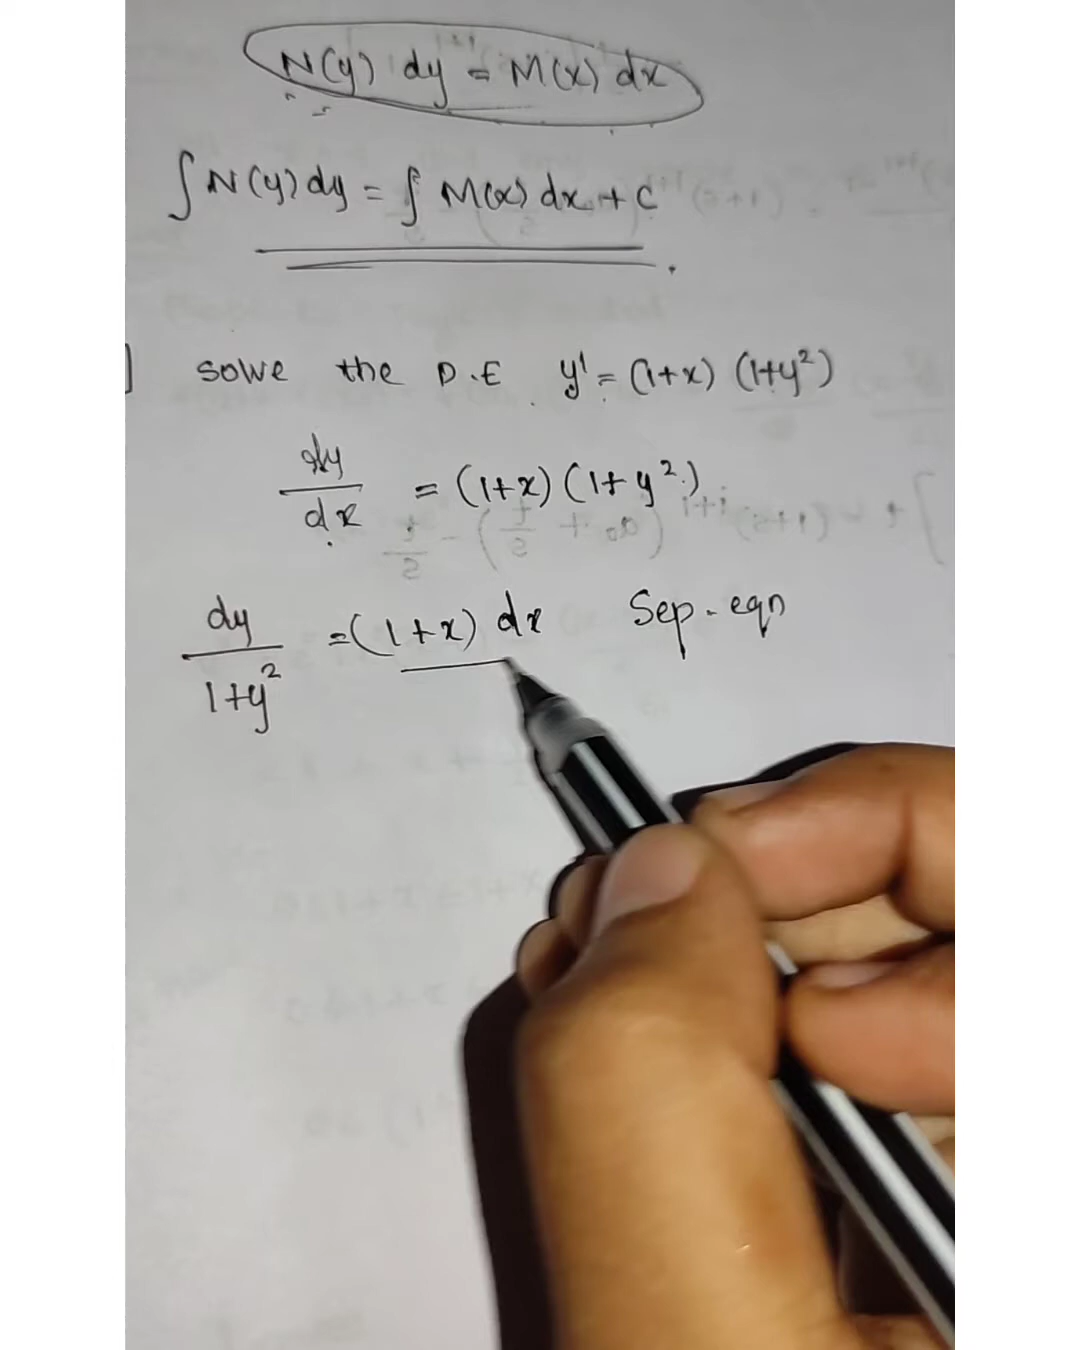 N(y) dy = M(x) dx
∫ N(y) dy = ∫ M(x) dx + c
] solve the D.E y' = (1+x) (1+y²)
dy/dx = (1+x) (1+y²)
dy/1+y² = (1+x) dx Sep. eqn